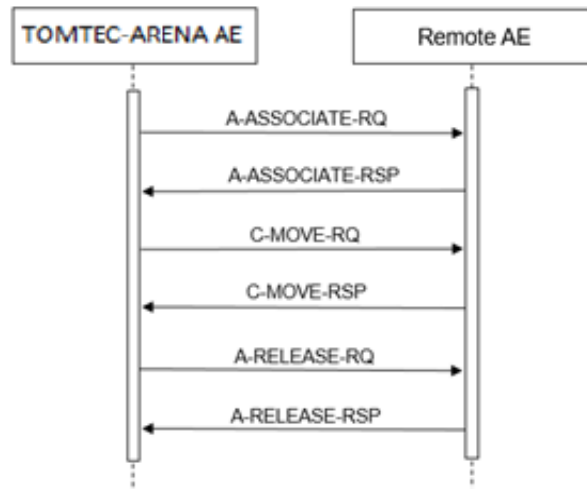 TOMTEC-ARENA AE
Remote AE
A-ASSOCIATE-RQ
A-ASSOCIATE-RSP
C-MOVE-RQ
C-MOVE-RSP
A-RELEASE-RQ
A-RELEASE-RSP